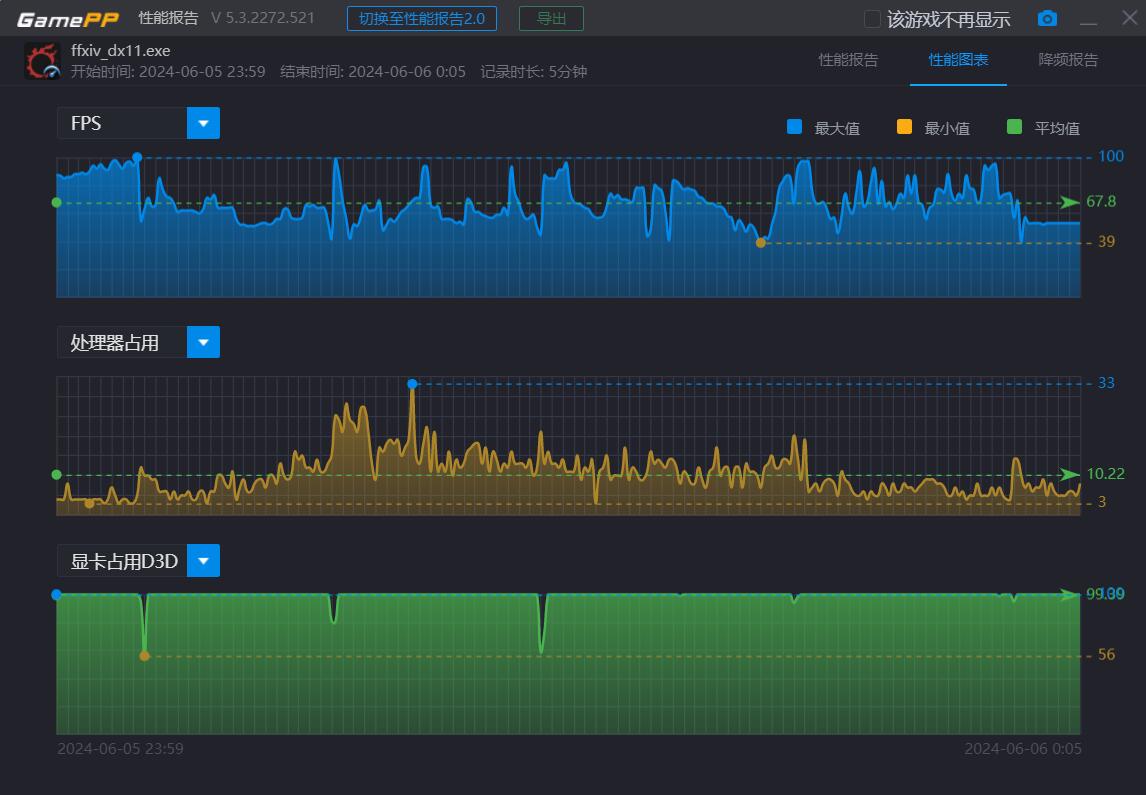 GamePP 性能报告 V 5.3.2272.521 切换至性能报告2.0 导出 该游戏不再显示
ffxiv_dx11.exe
开始时间: 2024-06-05 23:59 结束时间: 2024-06-06 0:05 记录时长: 5分钟
性能报告 性能图表 降频报告
FPS
最大值 最小值 平均值
100
67.8
39
处理器占用
33
10.22
3
显卡占用D3D
56
2024-06-05 23:59 2024-06-06 0:05